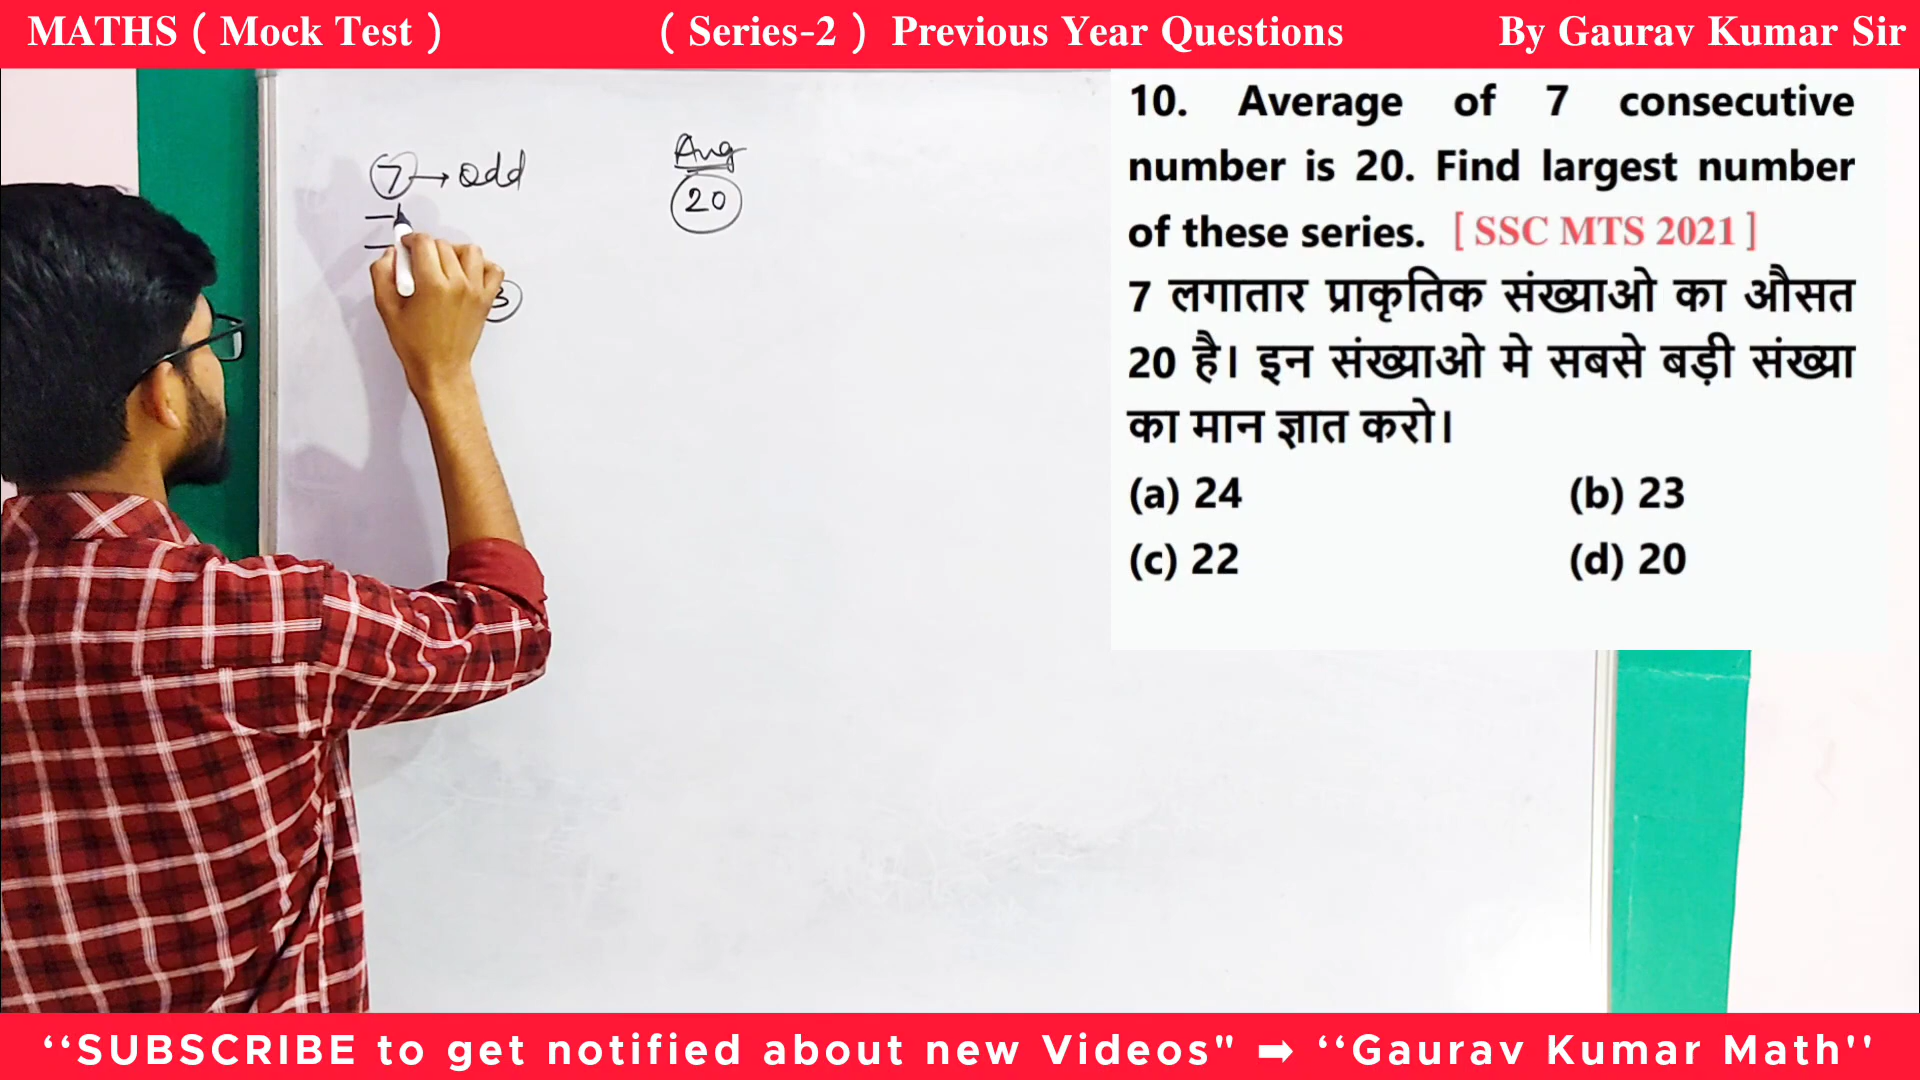 MATHS ( Mock Test ) ( Series-2 ) Previous Year Questions By Gaurav Kumar Sir
7 → odd
Avg
20
3
10. Average of 7 consecutive
number is 20. Find largest number
of these series. [ SSC MTS 2021 ]
7 लगातार प्राकृतिक संख्याओ का औसत
20 है। इन संख्याओ मे सबसे बड़ी संख्या
का मान ज्ञात करो।
(a) 24 (b) 23
(c) 22 (d) 20
‘‘SUBSCRIBE to get notified about new Videos" ➡ ‘‘Gaurav Kumar Math''